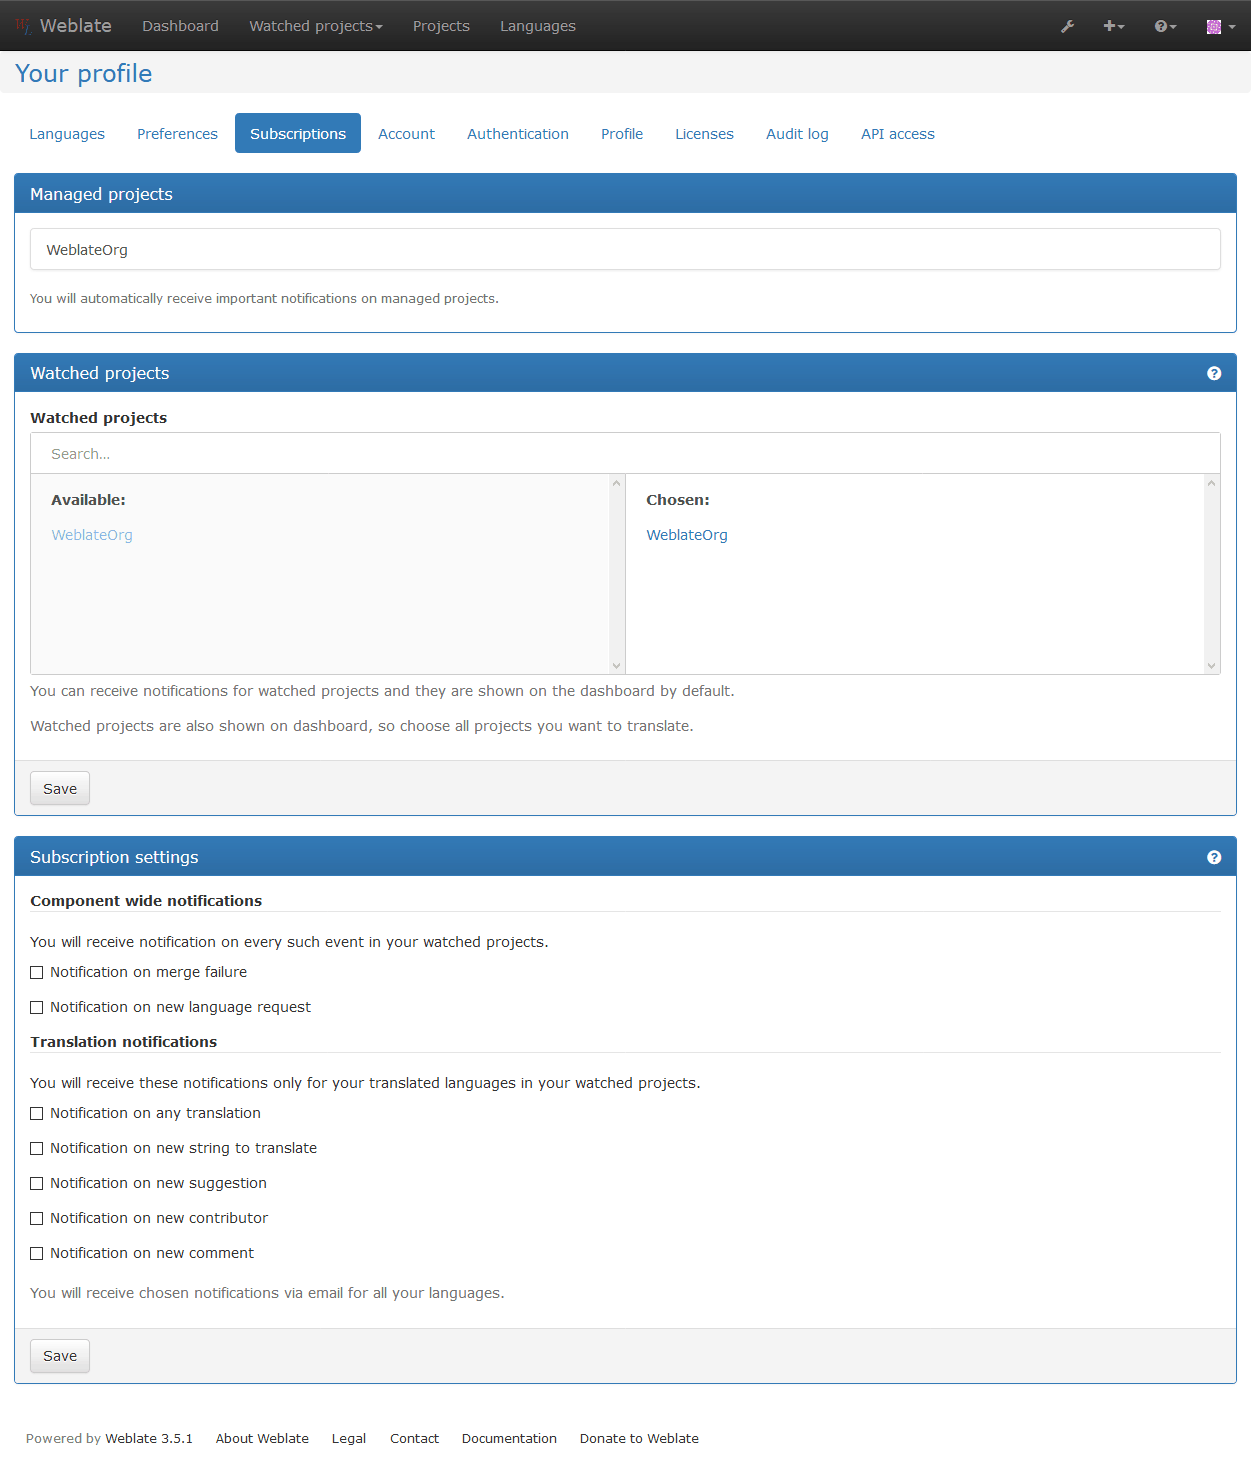 Weblate Dashboard Watched projects Projects Languages
Your profile
Languages Preferences Subscriptions Account Authentication Profile Licenses Audit log API access
Managed projects
WeblateOrg
You will automatically receive important notifications on managed projects.
Watched projects
Watched projects
Search...
Available:
WeblateOrg
Chosen:
WeblateOrg
You can receive notifications for watched projects and they are shown on the dashboard by default.
Watched projects are also shown on dashboard, so choose all projects you want to translate.
Save
Subscription settings
Component wide notifications
You will receive notification on every such event in your watched projects.
Notification on merge failure
Notification on new language request
Translation notifications
You will receive these notifications only for your translated languages in your watched projects.
Notification on any translation
Notification on new string to translate
Notification on new suggestion
Notification on new contributor
Notification on new comment
You will receive chosen notifications via email for all your languages.
Save
Powered by Weblate 3.5.1 About Weblate Legal Contact Documentation Donate to Weblate